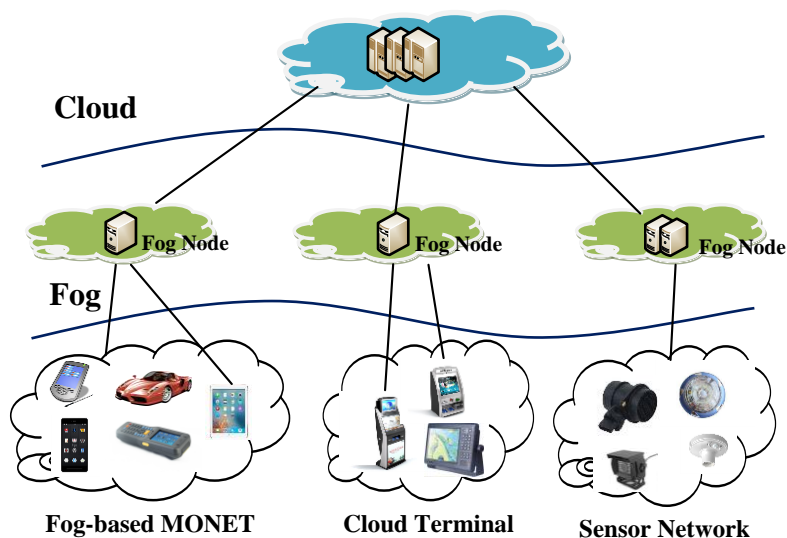 Cloud
Fog Node
Fog Node
Fog Node
Fog
Fog-based MONET
Cloud Terminal
Sensor Network